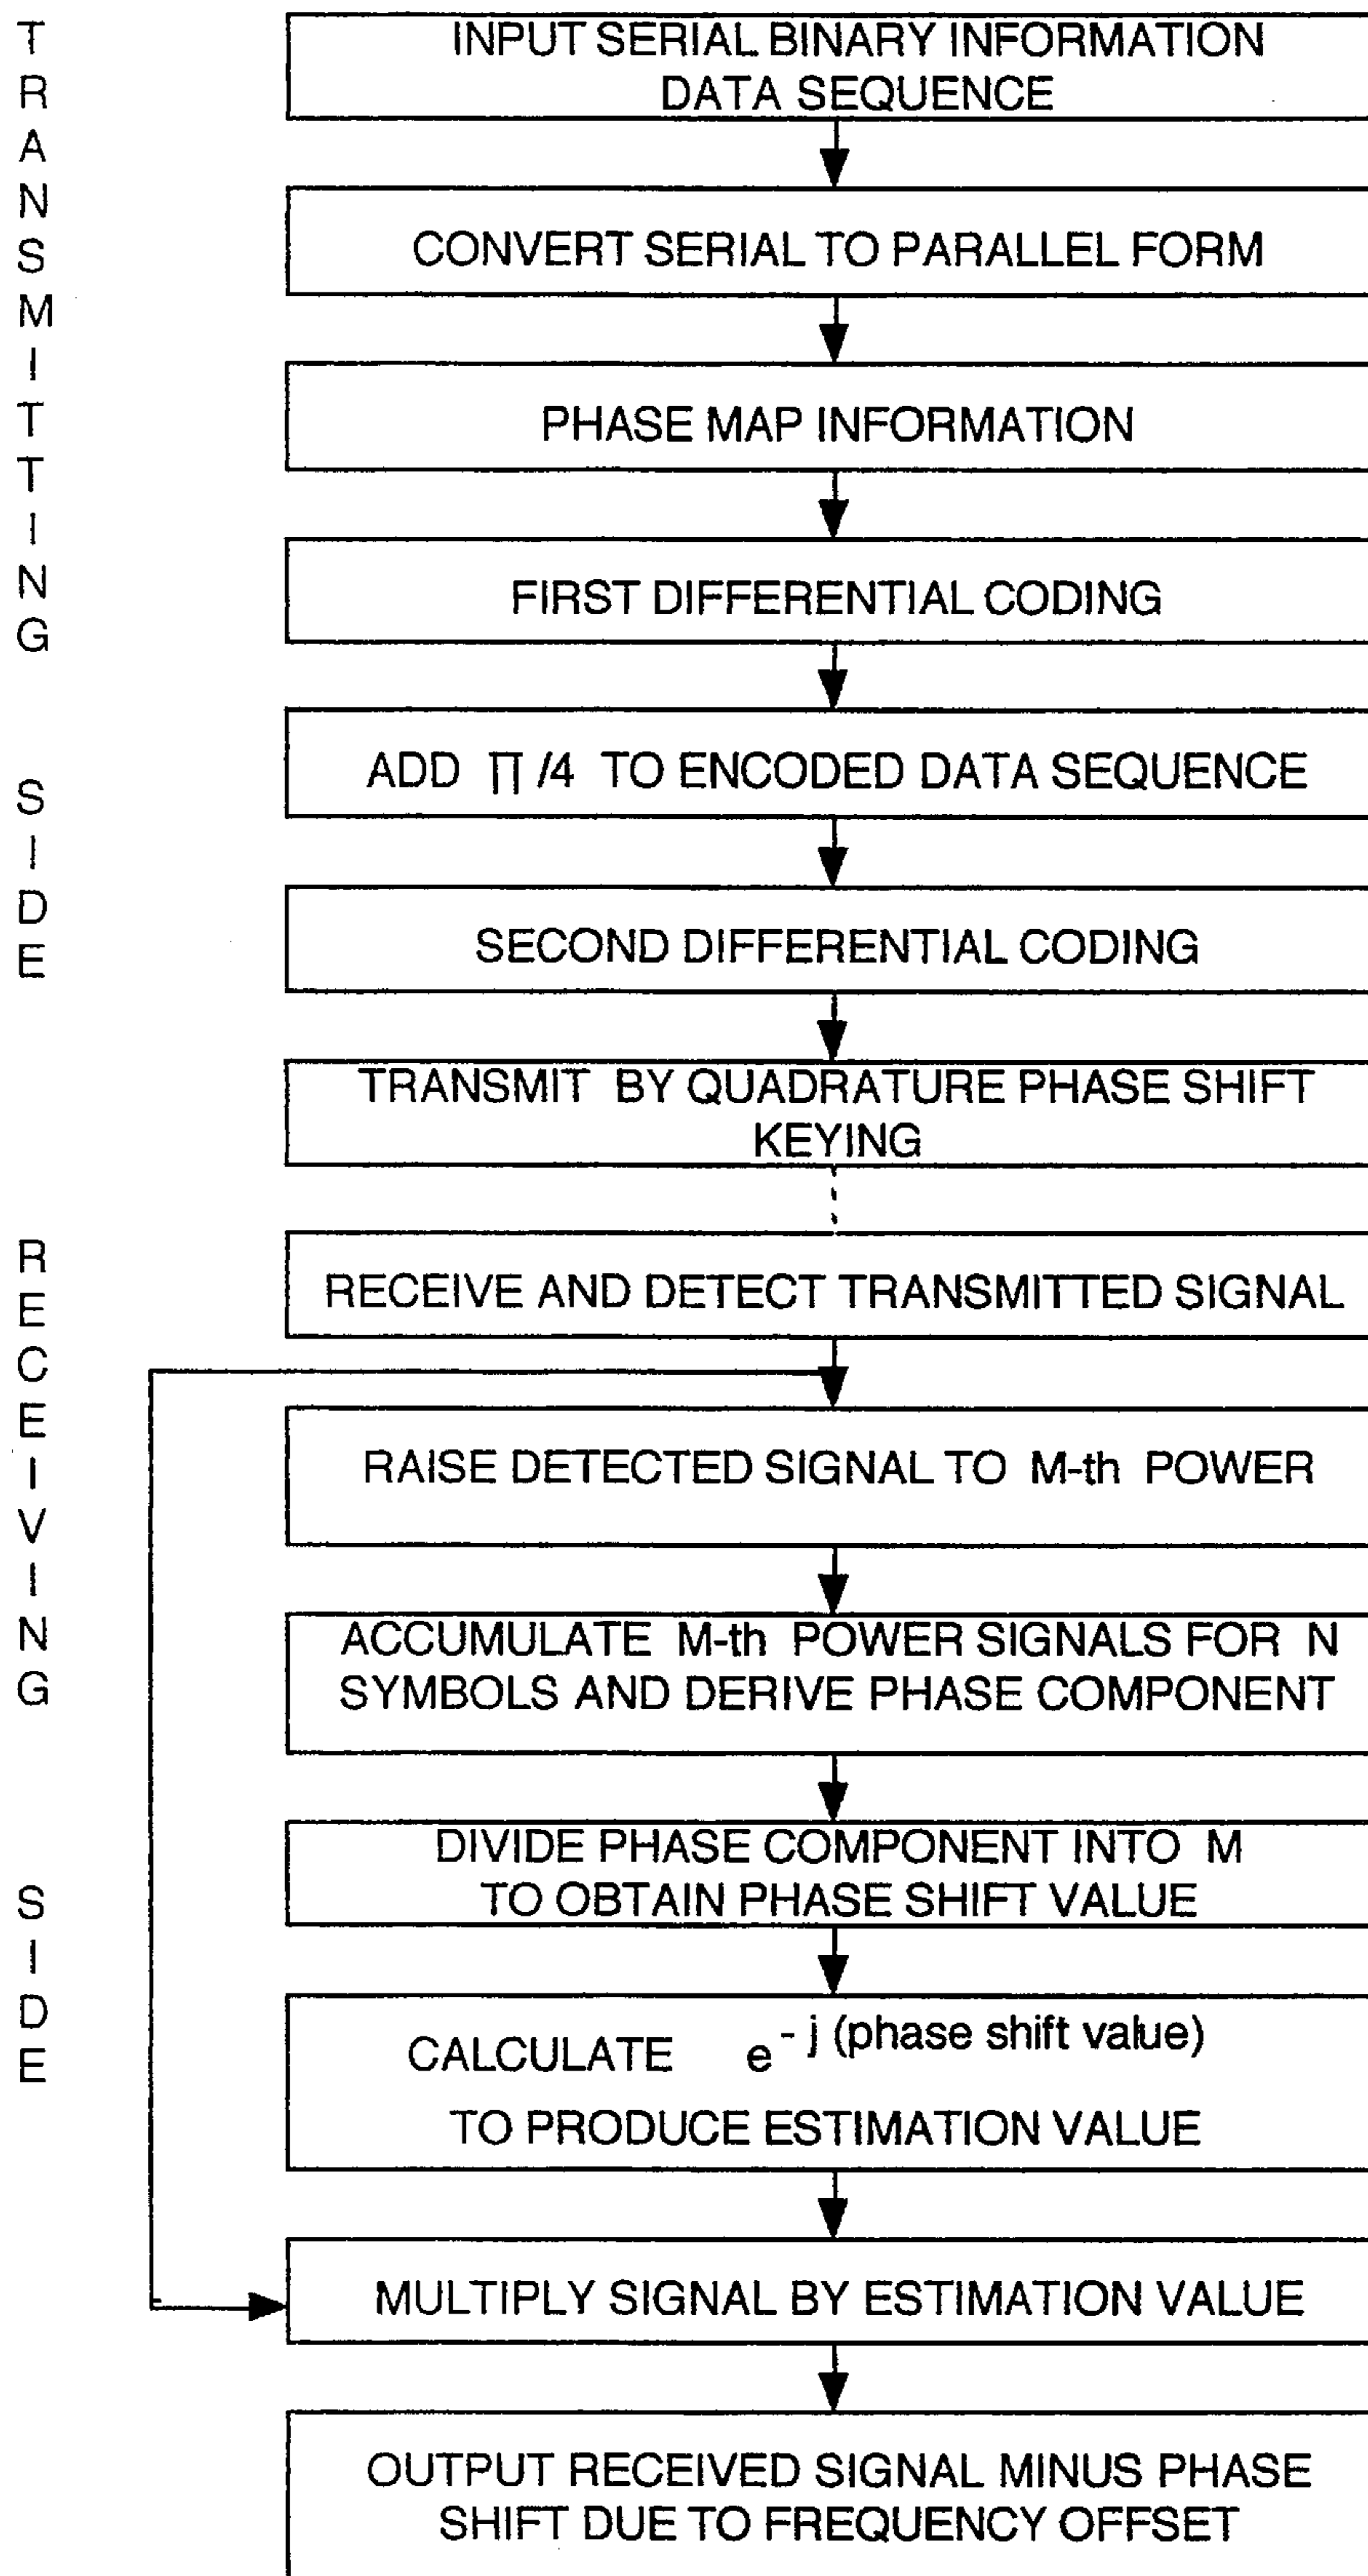 TRANSMITTING SIDE
INPUT SERIAL BINARY INFORMATION
DATA SEQUENCE
CONVERT SERIAL TO PARALLEL FORM
PHASE MAP INFORMATION
FIRST DIFFERENTIAL CODING
ADD ∏/4 TO ENCODED DATA SEQUENCE
SECOND DIFFERENTIAL CODING
TRANSMIT BY QUADRATURE PHASE SHIFT
KEYING
RECEIVING SIDE
RECEIVE AND DETECT TRANSMITTED SIGNAL
RAISE DETECTED SIGNAL TO M-th POWER
ACCUMULATE M-th POWER SIGNALS FOR N
SYMBOLS AND DERIVE PHASE COMPONENT
DIVIDE PHASE COMPONENT INTO M
TO OBTAIN PHASE SHIFT VALUE
CALCULATE e - j (phase shift value)
TO PRODUCE ESTIMATION VALUE
MULTIPLY SIGNAL BY ESTIMATION VALUE
OUTPUT RECEIVED SIGNAL MINUS PHASE
SHIFT DUE TO FREQUENCY OFFSET